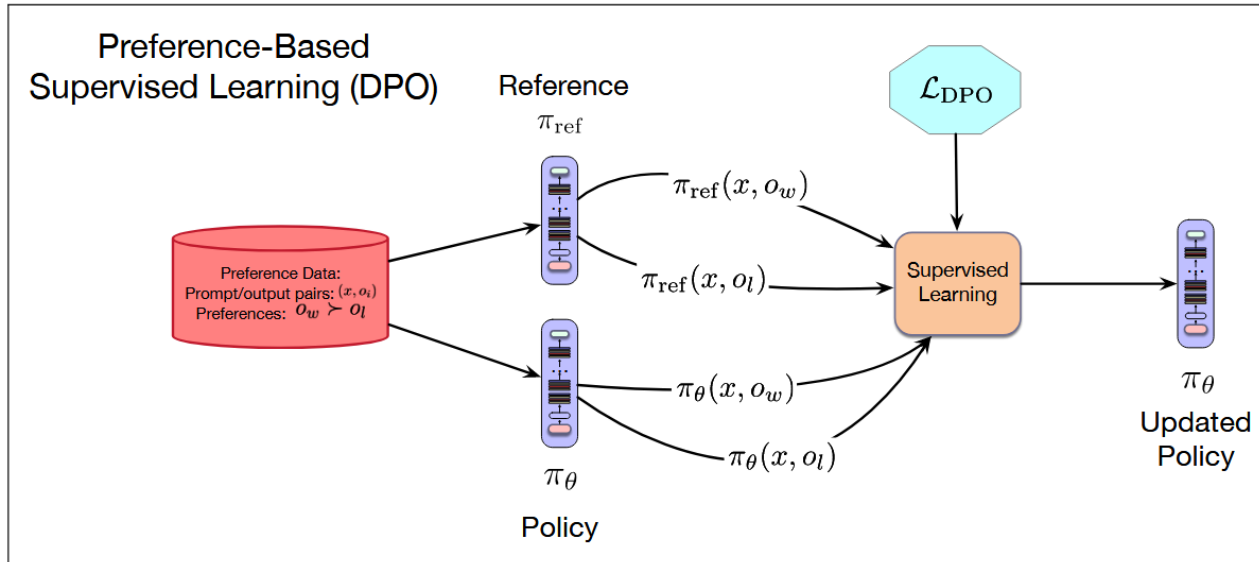 Preference-Based
Supervised Learning (DPO)
Reference
π_ref
ℒ_DPO
π_ref(x, o_w)
π_ref(x, o_l)
Preference Data:
Prompt/output pairs: (x, o_i)
Preferences: o_w ≻ o_l
Supervised
Learning
π_θ(x, o_w)
π_θ(x, o_l)
π_θ
Policy
π_θ
Updated
Policy